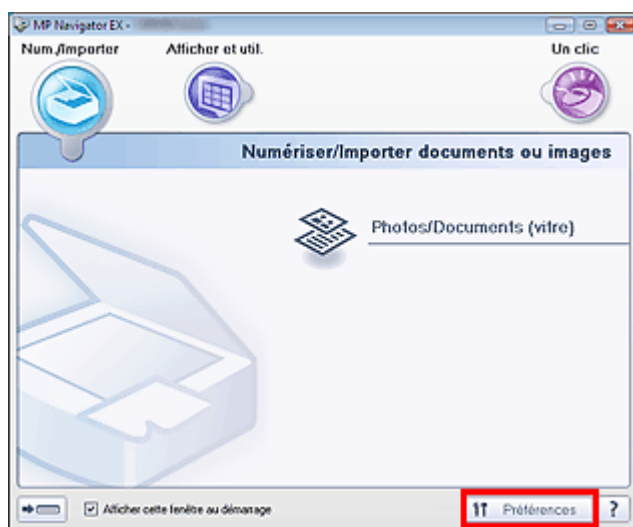 MP Navigator EX -
Num./Importer
Afficher et util.
Un clic
Numériser/Importer documents ou images
Photos/Documents (vitre)
Afficher cette fenêtre au démarrage
Préférences
?